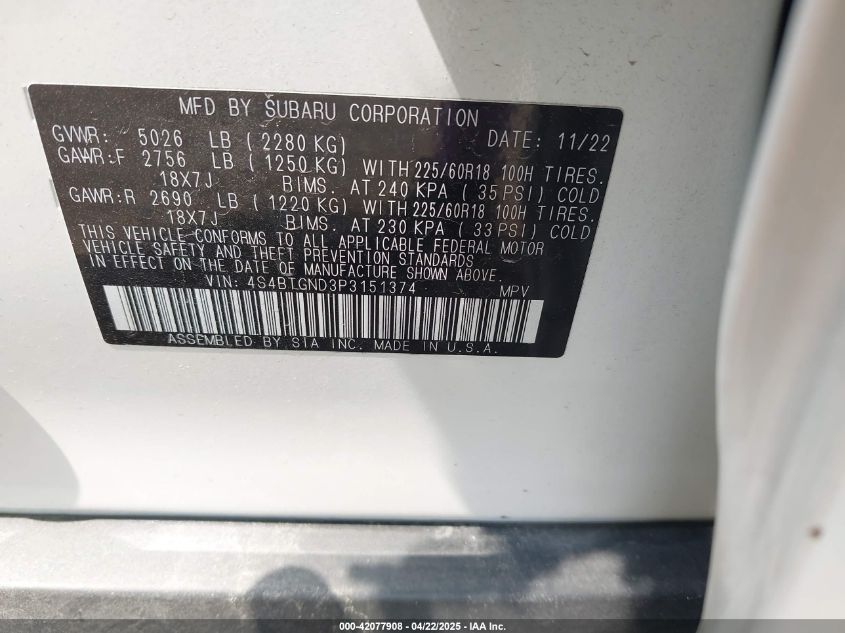 MFD BY SUBARU CORPORATION
GVWR: 5026 LB ( 2280 KG) DATE: 11/22
GAWR:F 2756 LB ( 1250 KG) WITH 225/60R18 100H TIRES.
18X7J BIMS. AT 240 KPA ( 35 PSI) COLD
GAWR:R 2690 LB ( 1220 KG) WITH 225/60R18 100H TIRES.
18X7J BIMS. AT 230 KPA ( 33 PSI) COLD
THIS VEHICLE CONFORMS TO ALL APPLICABLE FEDERAL MOTOR
VEHICLE SAFETY AND THEFT PREVENTION STANDARDS
IN EFFECT ON THE DATE OF MANUFACTURE SHOWN ABOVE.
VIN: 4S4BTGND3P3151374 MPV
ASSEMBLED BY SIA INC. MADE IN U.S.A.
000-42077908 - 04/22/2025 - IAA Inc.